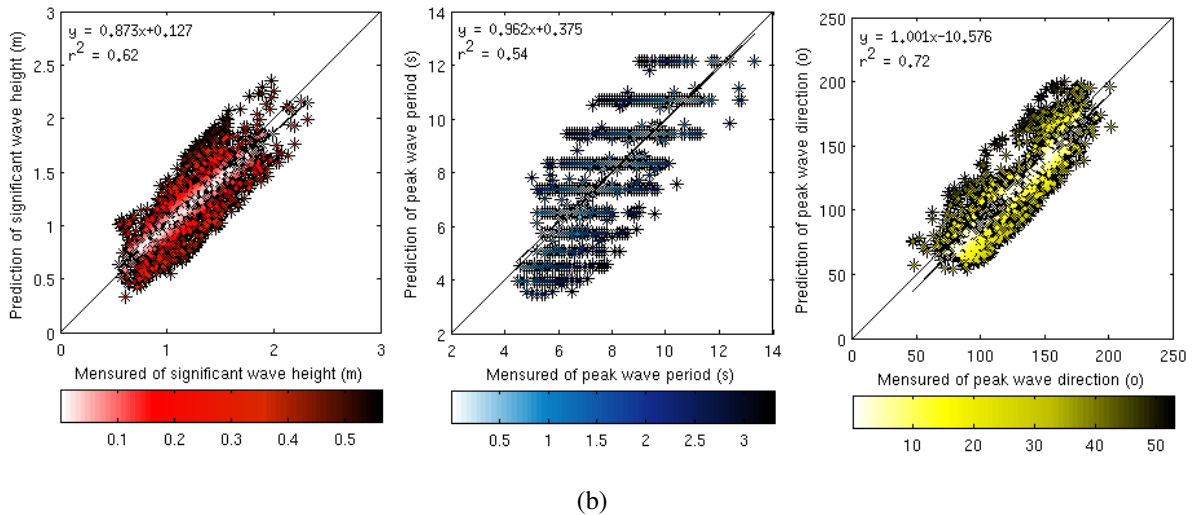 y = 0.873x+0.127
r2 = 0.62
Prediction of significant wave height (m)
3
2.5
2
1.5
1
0.5
0
0 1 2 3
Mensured of significant wave height (m)
0.1 0.2 0.3 0.4 0.5
y = 0.962x+0.375
r2 = 0.54
Prediction of peak wave period (s)
14
12
10
8
6
4
2
2 4 6 8 10 12 14
Mensured of peak wave period (s)
0.5 1 1.5 2 2.5 3
y = 1.001x-10.576
r2 = 0.72
Prediction of peak wave direction (o)
250
200
150
100
50
0
0 50 100 150 200 250
Mensured of peak wave direction (o)
10 20 30 40 50
(b)